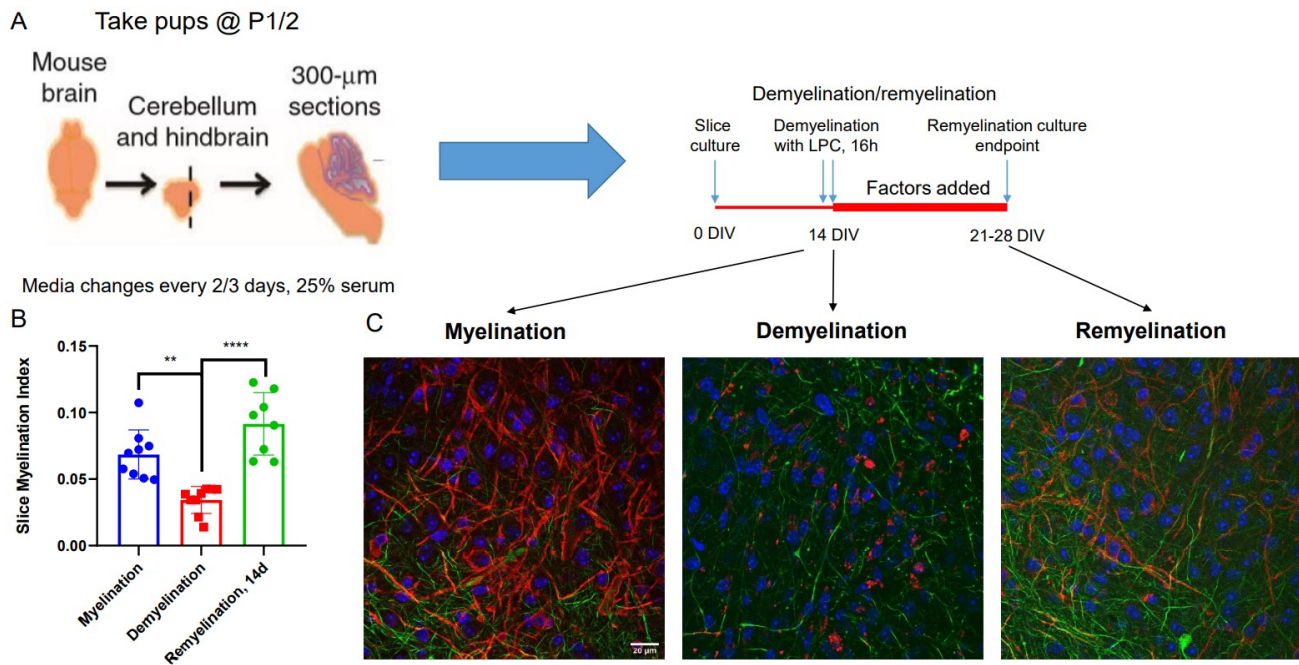 A
Take pups @ P1/2
Mouse
brain
Cerebellum
and hindbrain
300-µm
sections
Demyelination/remyelination
Slice
culture
Demyelination
with LPC, 16h
Remyelination culture
endpoint
Factors added
0 DIV
14 DIV
21-28 DIV
Media changes every 2/3 days, 25% serum
B
Slice Myelination Index
0.15
0.10
0.05
0.00
**
****
Myelination
Demyelination
Remyelination, 14d
C
Myelination
Demyelination
Remyelination
20 µm